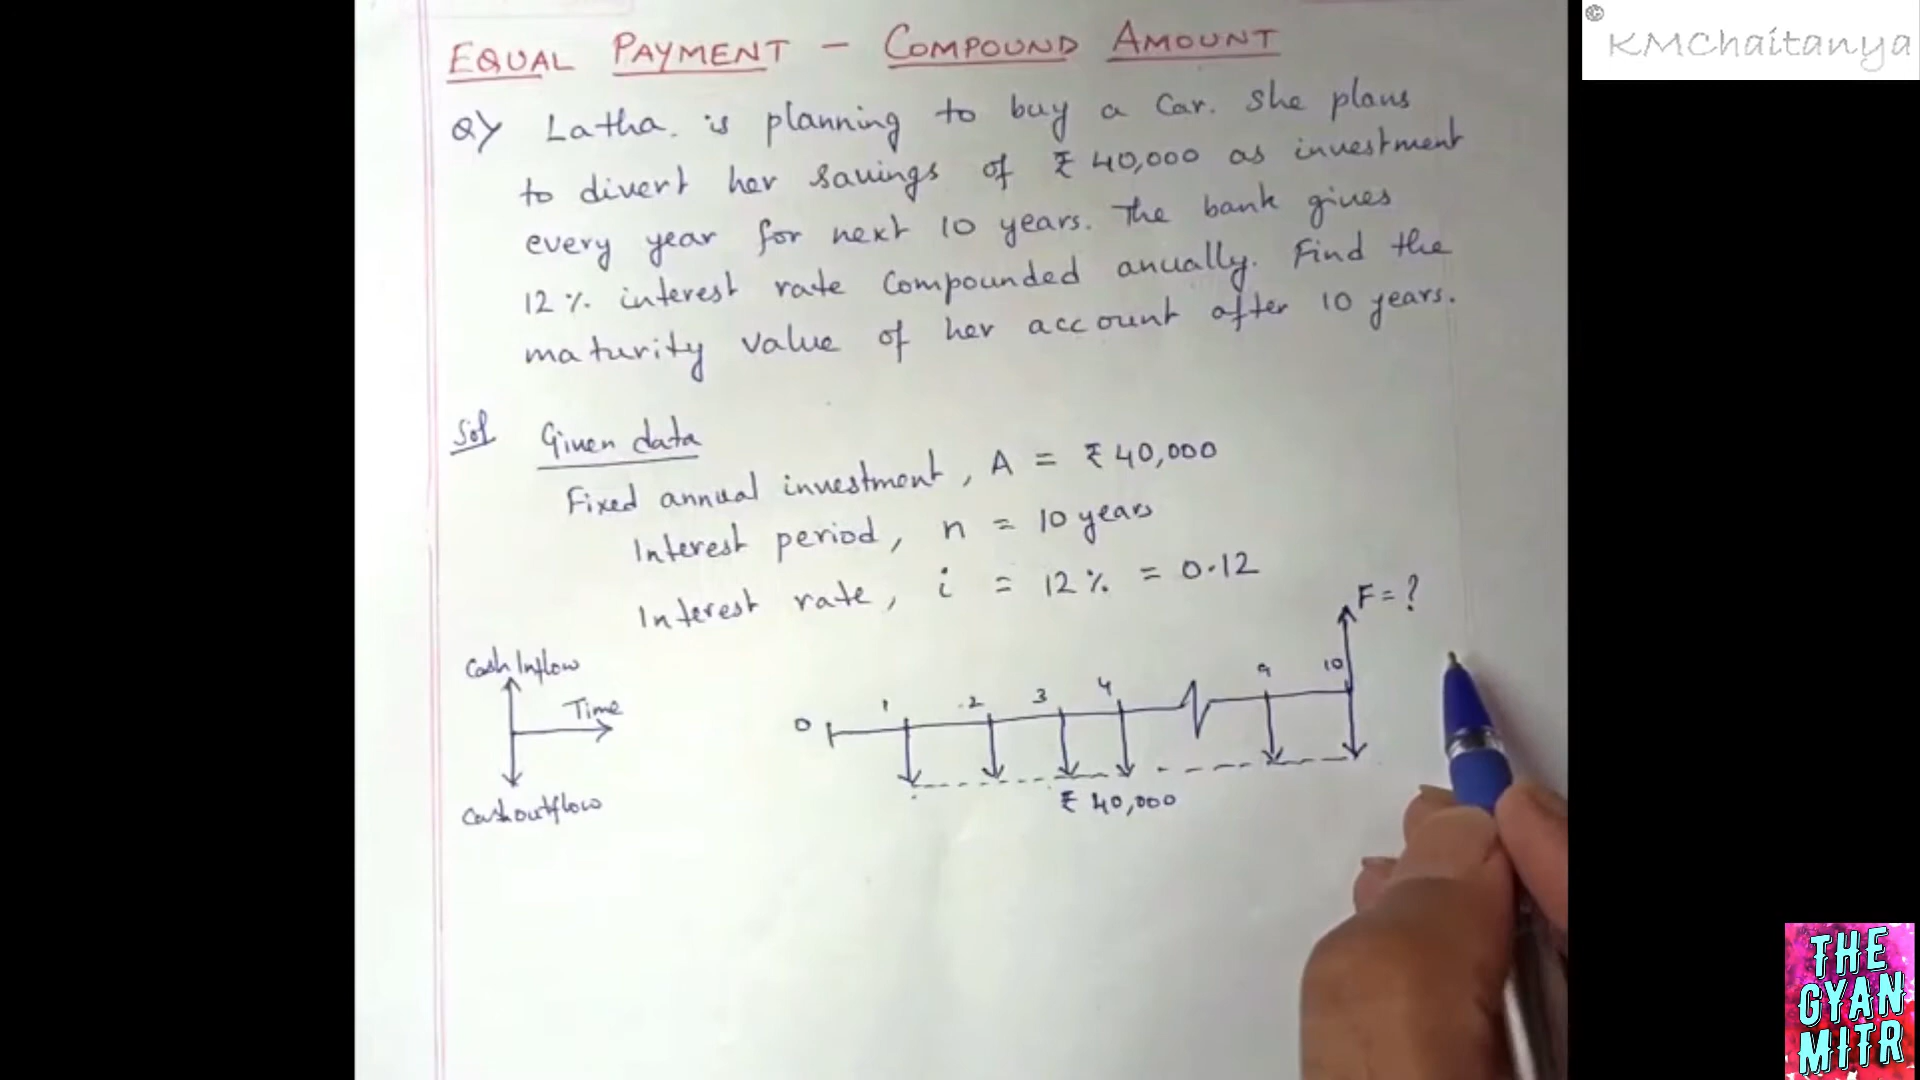 EQUAL PAYMENT - COMPOUND AMOUNT
Q) Latha. is planning to buy a Car. She plans
to divert her savings of ₹ 40,000 as investment
every year for next 10 years. The bank gives
12 % interest rate Compounded anually. Find the
maturity value of her account after 10 years.
Sol Given data
Fixed annual investment, A = ₹ 40,000
Interest period, n = 10 years
Interest rate, i = 12 % = 0.12
F = ?
Cash Inflow
Time
Cash outflow
0 1 2 3 4 9 10
₹ 40,000
© KMChaitanya
THE
GYAN
MITR